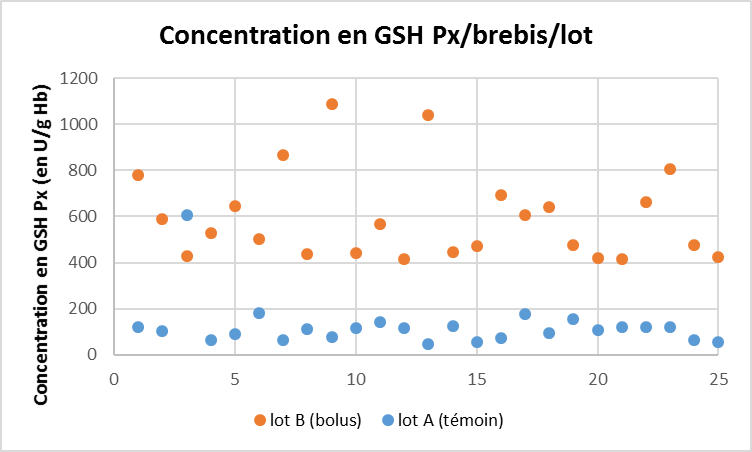 Concentration en GSH Px/brebis/lot
Concentration en GSH Px (en U/g Hb)
1200
1000
800
600
400
200
0
0 5 10 15 20 25
lot B (bolus) lot A (témoin)